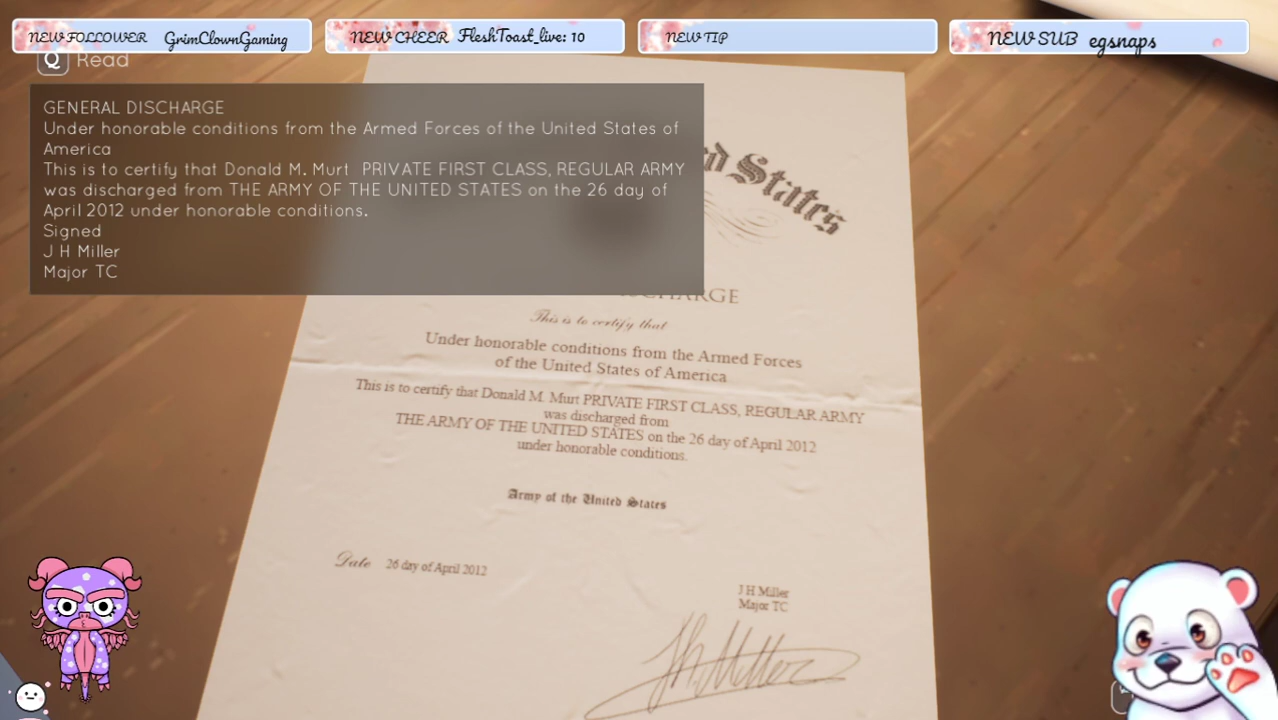 NEW FOLLOWER GrimClownGaming
NEW CHEER FleshToast_live: 10
NEW TIP
NEW SUB egsnaps
Q Read
GENERAL DISCHARGE
Under honorable conditions from the Armed Forces of the United States of
America
This is to certify that Donald M. Murt PRIVATE FIRST CLASS, REGULAR ARMY
was discharged from THE ARMY OF THE UNITED STATES on the 26 day of
April 2012 under honorable conditions.
Signed
J H Miller
Major TC
States
This is to certify that
Under honorable conditions from the Armed Forces
of the United States of America
This is to certify that Donald M. Murt PRIVATE FIRST CLASS, REGULAR ARMY
was discharged from
THE ARMY OF THE UNITED STATES on the 26 day of April 2012
under honorable conditions.
Army of the United States
Date 26 day of April 2012
J H Miller
Major TC
J h Miller